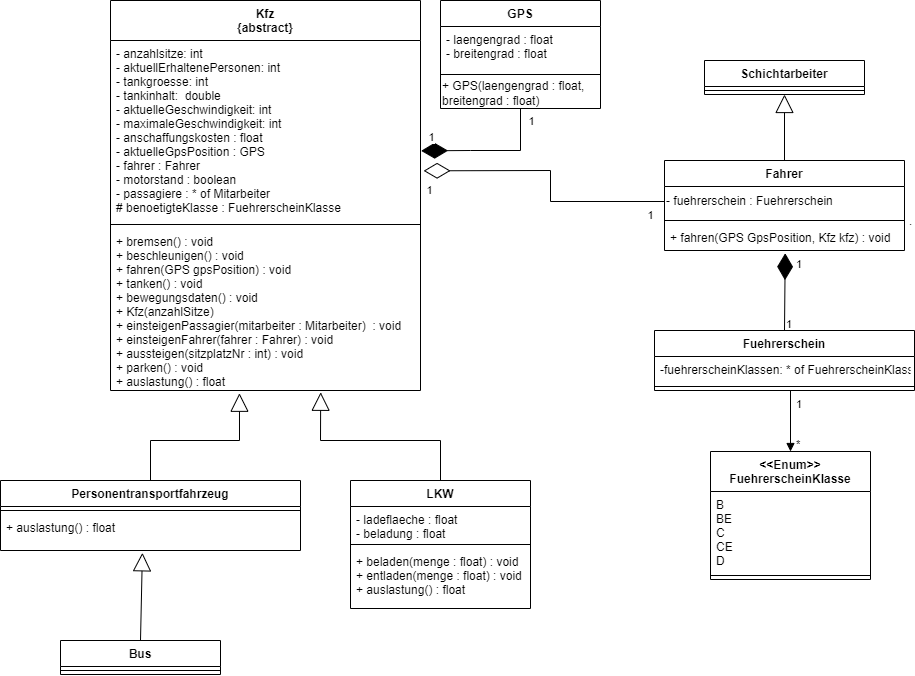 Kfz
{abstract}
- anzahlsitze: int
- aktuellErhaltenePersonen: int
- tankgroesse: int
- tankinhalt: double
- aktuelleGeschwindigkeit: int
- maximaleGeschwindigkeit: int
- anschaffungskosten : float
- aktuelleGpsPosition : GPS
- fahrer : Fahrer
- motorstand : boolean
- passagiere : * of Mitarbeiter
# benoetigteKlasse : FuehrerscheinKlasse
+ bremsen() : void
+ beschleunigen() : void
+ fahren(GPS gpsPosition) : void
+ tanken() : void
+ bewegungsdaten() : void
+ Kfz(anzahlSitze)
+ einsteigenPassagier(mitarbeiter : Mitarbeiter) : void
+ einsteigenFahrer(fahrer : Fahrer) : void
+ aussteigen(sitzplatzNr : int) : void
+ parken() : void
+ auslastung() : float
GPS
- laengengrad : float
- breitengrad : float
+ GPS(laengengrad : float,
breitengrad : float)
1
1
1
1
Schichtarbeiter
Fahrer
- fuehrerschein : Fuehrerschein
+ fahren(GPS GpsPosition, Kfz kfz) : void
1
1
Fuehrerschein
-fuehrerscheinKlassen: * of FuehrerscheinKlass
1
*
<<Enum>>
FuehrerscheinKlasse
B
BE
C
CE
D
Personentransportfahrzeug
+ auslastung() : float
LKW
- ladeflaeche : float
- beladung : float
+ beladen(menge : float) : void
+ entladen(menge : float) : void
+ auslastung() : float
Bus